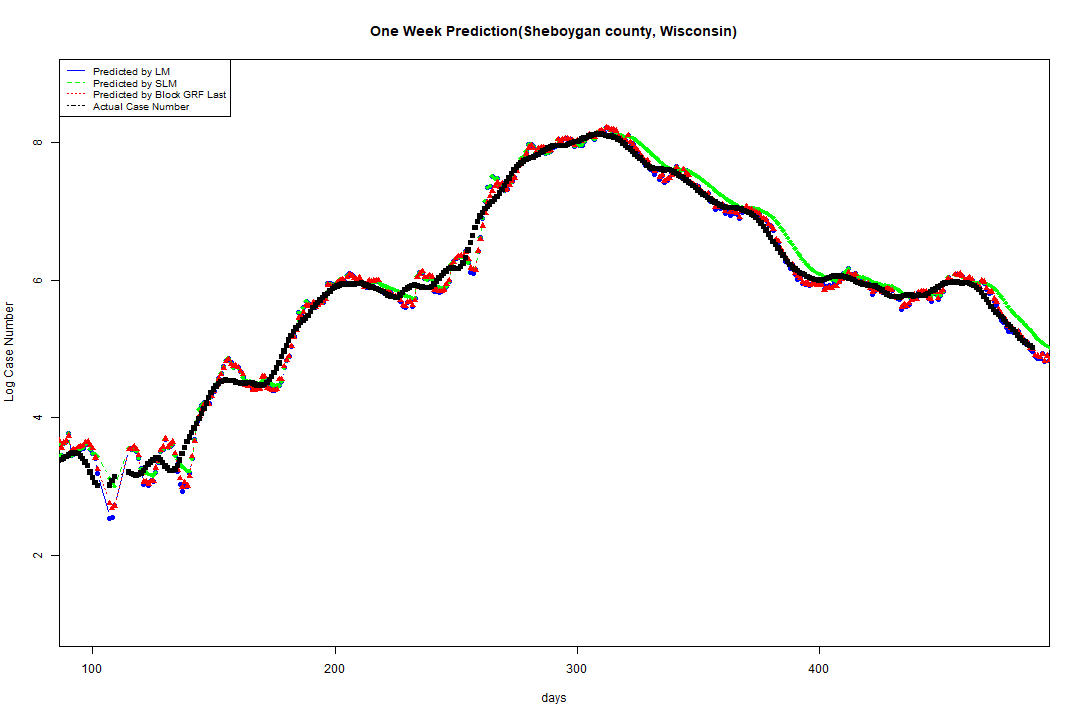 One Week Prediction(Sheboygan county, Wisconsin)
Predicted by LM
Predicted by SLM
Predicted by Block GRF Last
Actual Case Number
8
6
4
2
Log Case Number
100 200 300 400
days